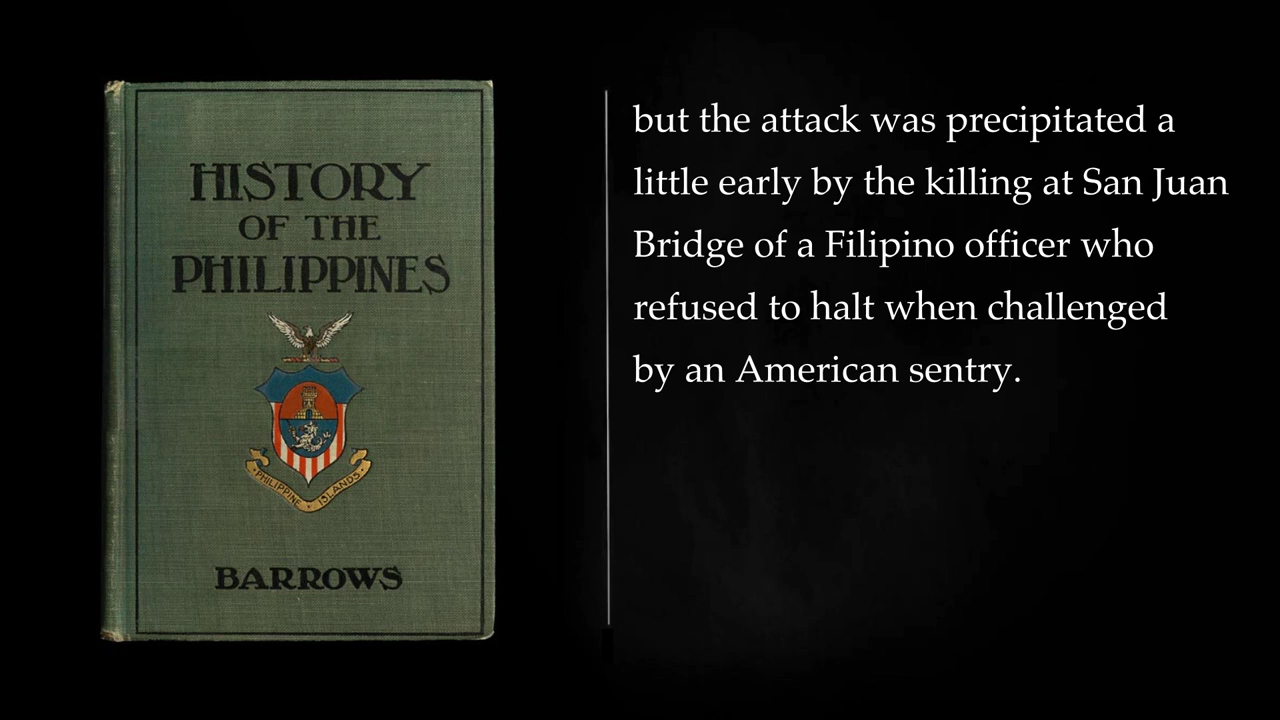 HISTORY
OF THE
PHILIPPINES
PHILIPPINE ISLANDS
BARROWS
but the attack was precipitated a
little early by the killing at San Juan
Bridge of a Filipino officer who
refused to halt when challenged
by an American sentry.